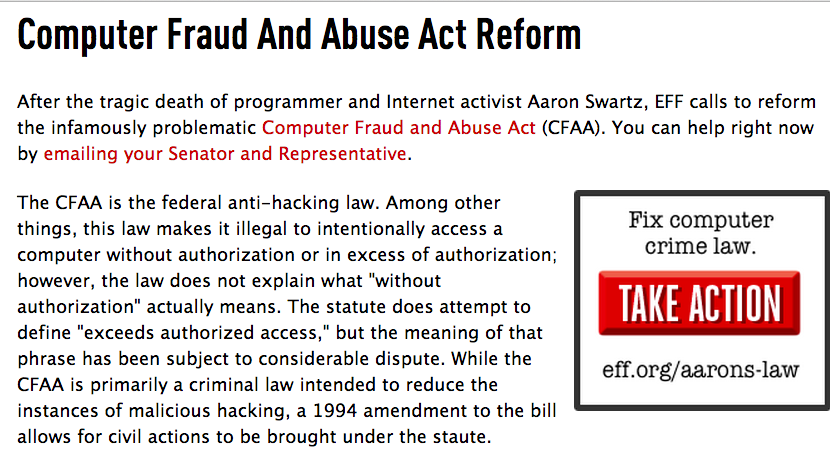 Computer Fraud And Abuse Act Reform
After the tragic death of programmer and Internet activist Aaron Swartz, EFF calls to reform
the infamously problematic Computer Fraud and Abuse Act (CFAA). You can help right now
by emailing your Senator and Representative.
The CFAA is the federal anti-hacking law. Among other
things, this law makes it illegal to intentionally access a
computer without authorization or in excess of authorization;
however, the law does not explain what "without
authorization" actually means. The statute does attempt to
define "exceeds authorized access," but the meaning of that
phrase has been subject to considerable dispute. While the
CFAA is primarily a criminal law intended to reduce the
instances of malicious hacking, a 1994 amendment to the bill
allows for civil actions to be brought under the staute.
Fix computer
crime law.
TAKE ACTION
eff.org/aarons-law